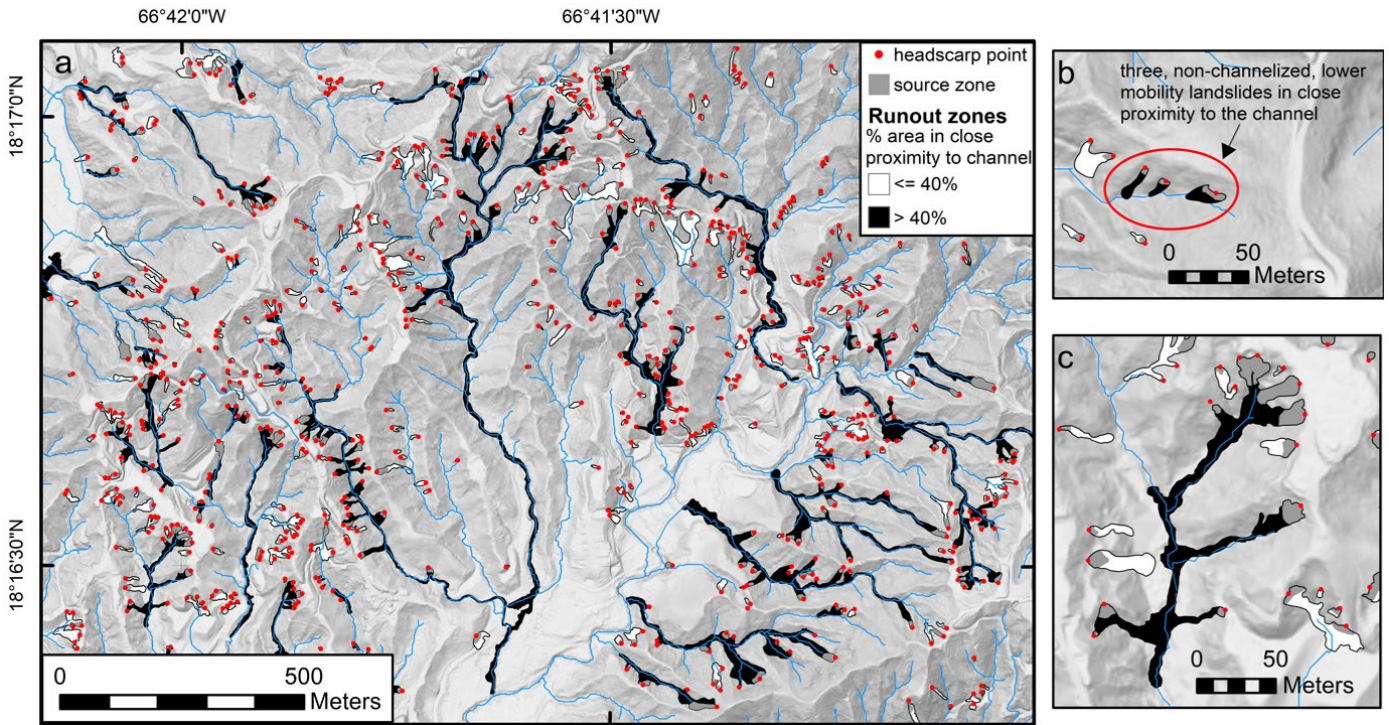 66°42'0"W
66°41'30"W
18°17'0"N
18°16'30"N
a
headscarp point
source zone
Runout zones
% area in close
proximity to channel
<= 40%
> 40%
0 500 Meters
b
three, non-channelized, lower
mobility landslides in close
proximity to the channel
0 50
Meters
c
0 50
Meters